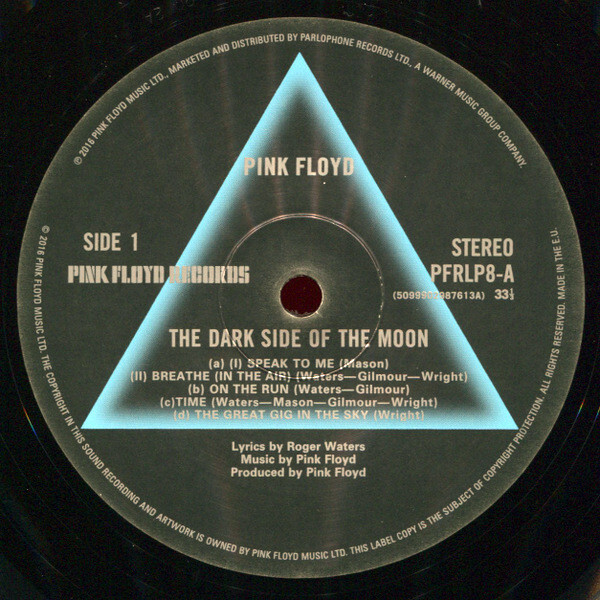 © 2016 PINK FLOYD MUSIC LTD., MARKETED AND DISTRIBUTED BY PARLOPHONE RECORDS LTD., A WARNER MUSIC GROUP COMPANY.
PINK FLOYD
SIDE 1
STEREO
PINK FLOYD RECORDS
PFRLP8-A
33⅓
THE DARK SIDE OF THE MOON
(a) (I) SPEAK TO ME (Mason)
(II) BREATHE (IN THE AIR) (Waters—Gilmour—Wright)
(b) ON THE RUN (Waters—Gilmour)
(c)TIME (Waters—Mason—Gilmour—Wright)
(d) THE GREAT GIG IN THE SKY (Wright)
Lyrics by Roger Waters
Music by Pink Floyd
Produced by Pink Floyd
© 2016 PINK FLOYD MUSIC LTD. THE COPYRIGHT IN THIS SOUND RECORDING AND ARTWORK IS OWNED BY PINK FLOYD MUSIC LTD. THIS LABEL COPY IS THE SUBJECT OF COPYRIGHT PROTECTION. ALL RIGHTS RESERVED. MADE IN THE E.U.